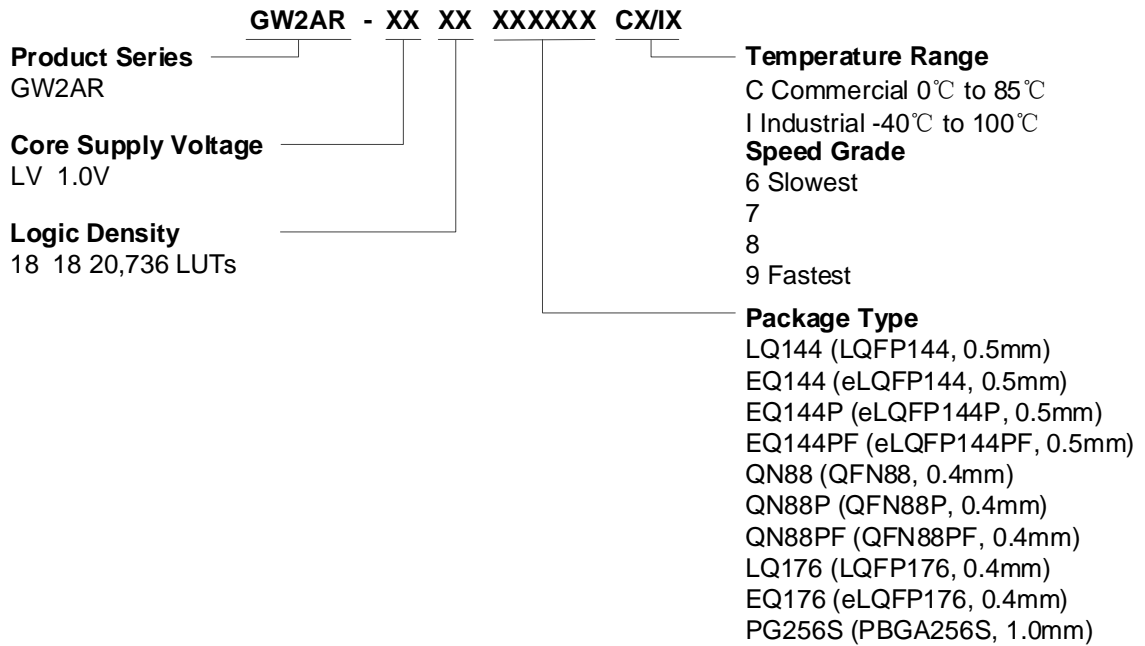 GW2AR - XX XX XXXXXX CX/IX
Product Series
GW2AR
Core Supply Voltage
LV 1.0V
Logic Density
18 18 20,736 LUTs
Temperature Range
C Commercial 0℃ to 85℃
I Industrial -40℃ to 100℃
Speed Grade
6 Slowest
7
8
9 Fastest
Package Type
LQ144 (LQFP144, 0.5mm)
EQ144 (eLQFP144, 0.5mm)
EQ144P (eLQFP144P, 0.5mm)
EQ144PF (eLQFP144PF, 0.5mm)
QN88 (QFN88, 0.4mm)
QN88P (QFN88P, 0.4mm)
QN88PF (QFN88PF, 0.4mm)
LQ176 (LQFP176, 0.4mm)
EQ176 (eLQFP176, 0.4mm)
PG256S (PBGA256S, 1.0mm)